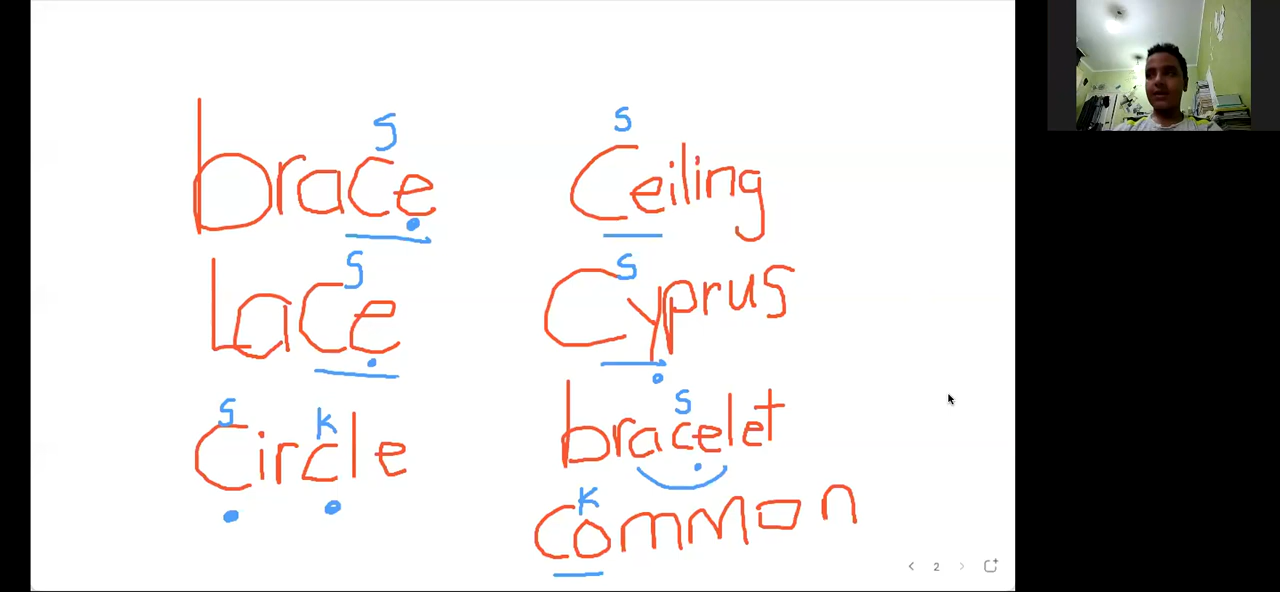 s
brace
s
lace
s k
circle
s
Ceiling
s
Cyprus
s
bracelet
k
common
< 2 >